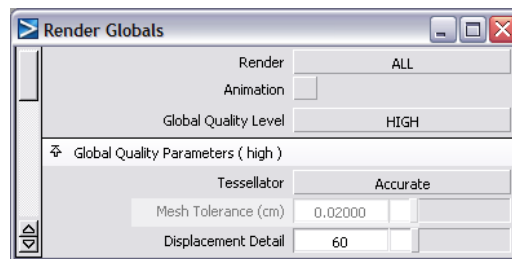 Render Globals
Render ALL
Animation
Global Quality Level HIGH
Global Quality Parameters ( high )
Tessellator Accurate
Mesh Tolerance (cm) 0.02000
Displacement Detail 60